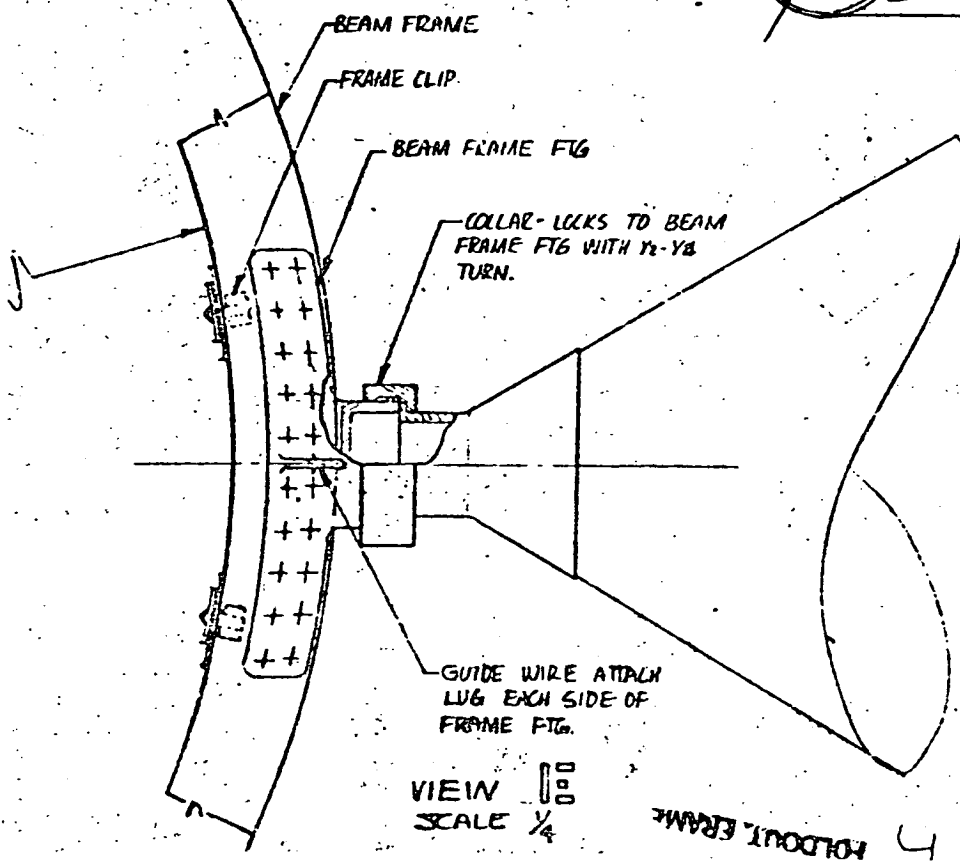 BEAM FRAME
FRAME CLIP
BEAM FRAME FTG
COLLAR- LOCKS TO BEAM
FRAME FTG WITH
TURN.
GUIDE WIRE ATTACH
LUG EACH SIDE OF
FRAME FTG.
VIEW
SCALE 1/4
FOLDOUT FRAME
4